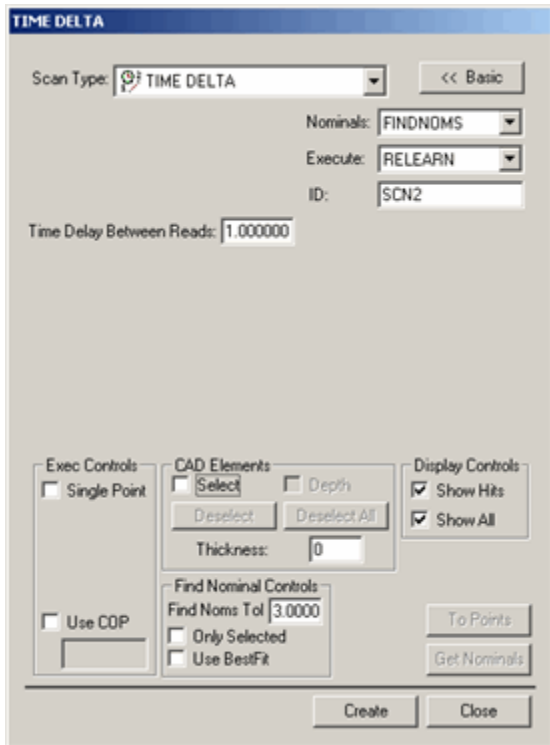 TIME DELTA
Scan Type: TIME DELTA << Basic
Nominals: FINDNOMS
Execute: RELEARN
ID: SCN2
Time Delay Between Reads: 1.000000
Exec Controls CAD Elements Display Controls
Single Point Select Depth Show Hits
Deselect Deselect All Show All
Thickness: 0
Find Nominal Controls
Find Noms Tol 3.0000
Use COP Only Selected To Points
Use BestFit Get Nominals
Create Close